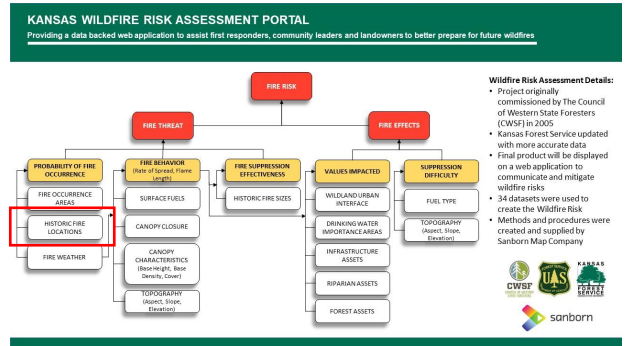 KANSAS WILDFIRE RISK ASSESSMENT PORTAL
Providing a data backed web application to assist first responders, community leaders and landowners to better prepare for future wildfires
FIRE RISK
FIRE THREAT
FIRE EFFECTS
PROBABILITY OF FIRE
OCCURRENCE
FIRE BEHAVIOR
(Rate of Spread, Flame
Length)
FIRE SUPPRESSION
EFFECTIVENESS
VALUES IMPACTED
SUPPRESSION
DIFFICULTY
FIRE OCCURRENCE
AREAS
HISTORIC FIRE
LOCATIONS
FIRE WEATHER
SURFACE FUELS
CANOPY CLOSURE
CANOPY
CHARACTERISTICS
(Base Height, Base
Density, Cover)
TOPOGRAPHY
(Aspect, Slope,
Elevation)
HISTORIC FIRE SIZES
WILDLAND URBAN
INTERFACE
DRINKING WATER
IMPORTANCE AREAS
INFRASTRUCTURE
ASSETS
RIPARIAN ASSETS
FOREST ASSETS
FUEL TYPE
TOPOGRAPHY
(Aspect, Slope,
Elevation)
Wildfire Risk Assessment Details:
• Project originally
commissioned by The Council
of Western State Foresters
(CWSF) in 2005
• Kansas Forest Service updated
with more accurate data
• Final product will be displayed
on a web application to
communicate and mitigate
wildfire risks
• 34 datasets were used to
create the Wildfire Risk
• Methods and procedures were
created and supplied by
Sanborn Map Company
CWSF
FOREST SERVICE
UAS
KANSAS
FOREST
SERVICE
sanborn